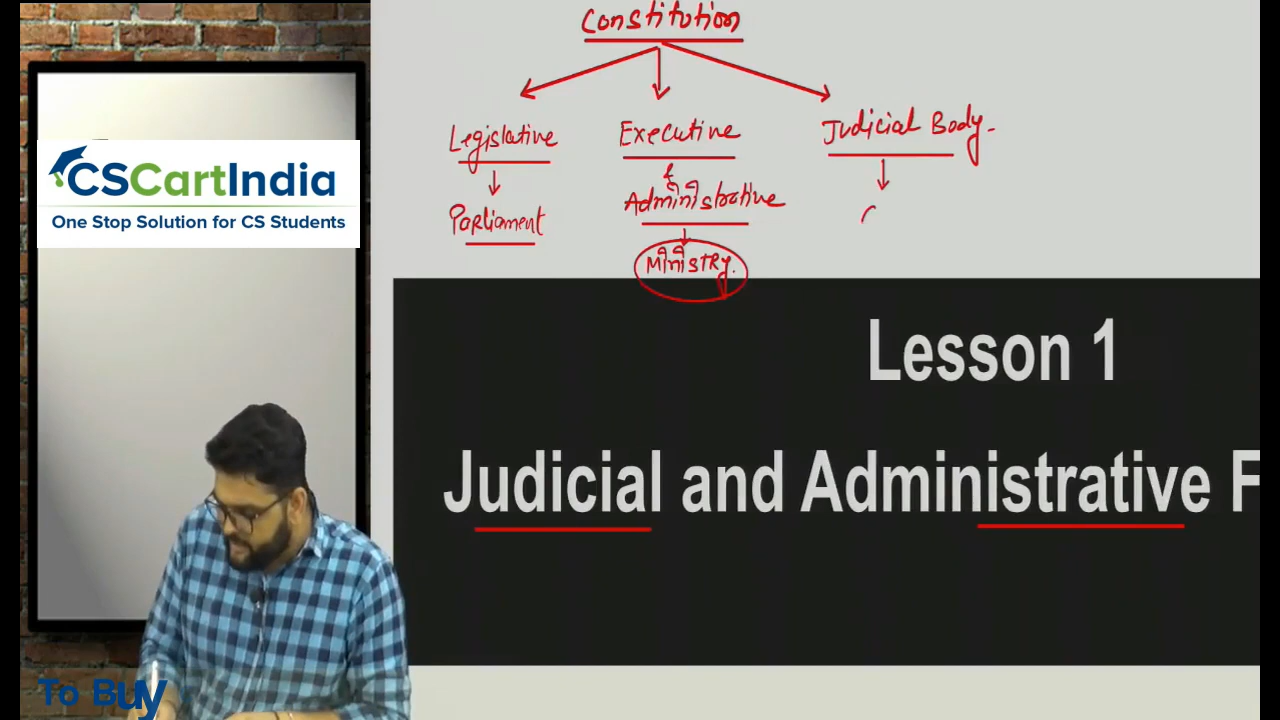 Constitution
Legislative Executive Judicial Body.
&
Administrative
Parliament
MINISTRY.
CSCartIndia
One Stop Solution for CS Students
Lesson 1
Judicial and Administrative F
To Buy